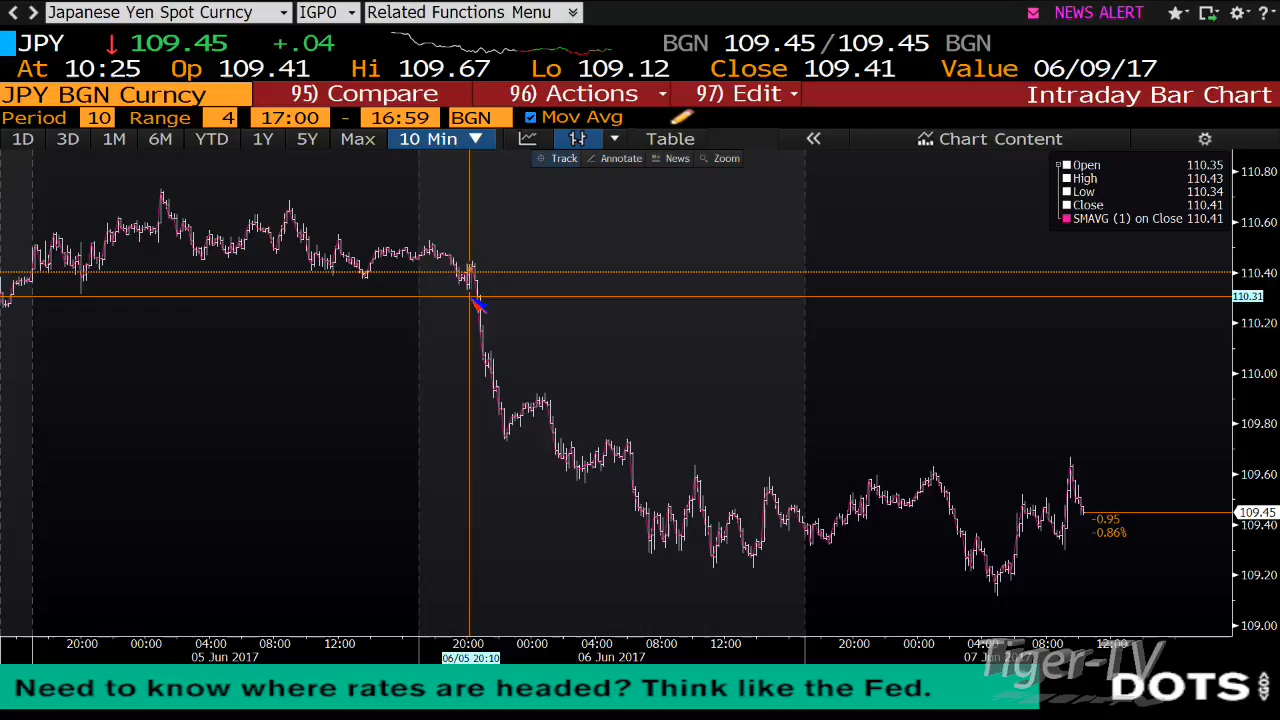 Japanese Yen Spot Curncy IGPO Related Functions Menu NEWS ALERT ?
JPY 109.45 +.04 BGN 109.45/109.45 BGN
At 10:25 Op 109.41 Hi 109.67 Lo 109.12 Close 109.41 Value 06/09/17
JPY BGN Curncy 95) Compare 96) Actions 97) Edit Intraday Bar Chart
Period 10 Range 4 17:00 - 16:59 BGN Mov Avg
1D 3D 1M 6M YTD 1Y 5Y Max 10 Min Table Chart Content
Track Annotate News Zoom
Open 110.35
High 110.43
Low 110.34
Close 110.41
SMAVG (1) on Close 110.41
110.80
110.60
110.40
110.31
110.20
110.00
109.80
109.60
109.45
-0.95
109.40
-0.86%
109.20
109.00
20:00 00:00 04:00 08:00 12:00 20:00 00:00 04:00 08:00 12:00 20:00 00:00 04:00 08:00 12:00
05 Jun 2017 06/05 20:10 06 Jun 2017 07 Jun 2017
Tiger-TV
Need to know where rates are headed? Think like the Fed. DOTS